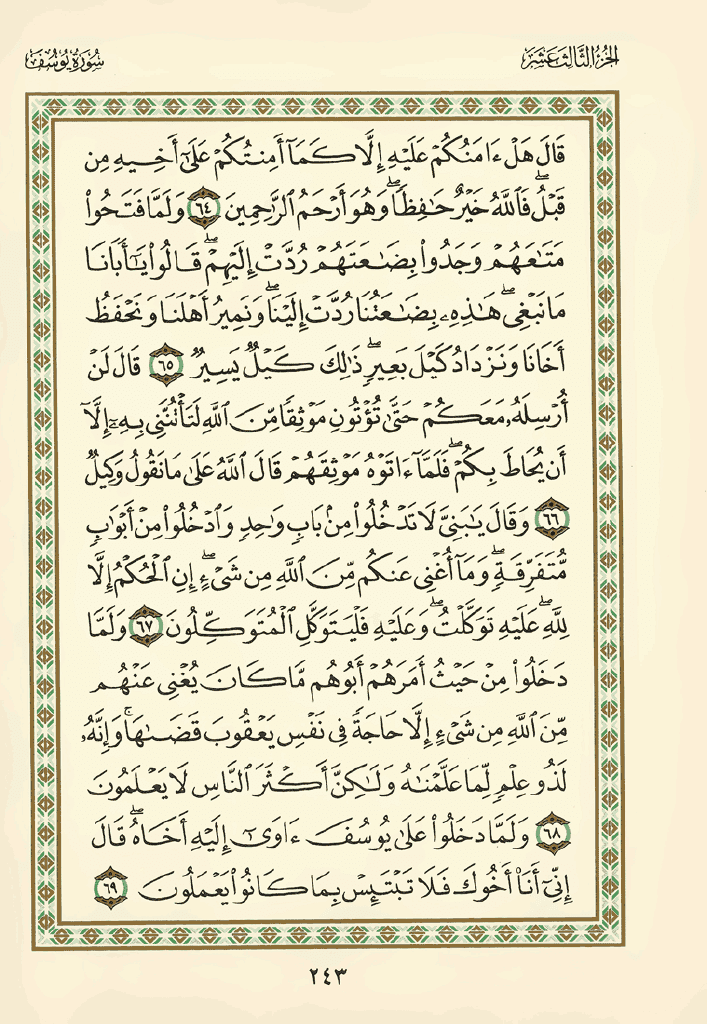 الجزء الثالث عشر
سورة يوسف
قَالَ هَلْ ءَامَنُكُمْ عَلَيْهِ إِلَّا كَمَآ أَمِنتُكُمْ عَلَىٰٓ أَخِيهِ مِن
قَبْلُ ۖ فَٱللَّهُ خَيْرٌ حَٰفِظًا ۖ وَهُوَ أَرْحَمُ ٱلرَّٰحِمِينَ ٦٤ وَلَمَّا فَتَحُوا۟
مَتَٰعَهُمْ وَجَدُوا۟ بِضَٰعَتَهُمْ رُدَّتْ إِلَيْهِمْ ۖ قَالُوا۟ يَٰٓأَبَانَا
مَا نَبْغِى ۖ هَٰذِهِۦ بِضَٰعَتُنَا رُدَّتْ إِلَيْنَا ۖ وَنَمِيرُ أَهْلَنَا وَنَحْفَظُ
أَخَانَا وَنَزْدَادُ كَيْلَ بَعِيرٍ ۖ ذَٰلِكَ كَيْلٌ يَسِيرٌ ٦٥ قَالَ لَنْ
أُرْسِلَهُۥ مَعَكُمْ حَتَّىٰ تُؤْتُونِ مَوْثِقًا مِّنَ ٱللَّهِ لَتَأْتُنَّنِى بِهِۦٓ إِلَّآ
أَن يُحَاطَ بِكُمْ ۖ فَلَمَّآ ءَاتَوْهُ مَوْثِقَهُمْ قَالَ ٱللَّهُ عَلَىٰ مَا نَقُولُ وَكِيلٌ
٦٦ وَقَالَ يَٰبَنِىَّ لَا تَدْخُلُوا۟ مِنۢ بَابٍ وَٰحِدٍ وَٱدْخُلُوا۟ مِنْ أَبْوَٰبٍ
مُّتَفَرِّقَةٍ ۖ وَمَآ أُغْنِى عَنكُم مِّنَ ٱللَّهِ مِن شَىْءٍ ۖ إِنِ ٱلْحُكْمُ إِلَّا
لِلَّهِ ۖ عَلَيْهِ تَوَكَّلْتُ ۖ وَعَلَيْهِ فَلْيَتَوَكَّلِ ٱلْمُتَوَكِّلُونَ ٦٧ وَلَمَّا
دَخَلُوا۟ مِنْ حَيْثُ أَمَرَهُمْ أَبُوهُم مَّا كَانَ يُغْنِى عَنْهُم
مِّنَ ٱللَّهِ مِن شَىْءٍ إِلَّا حَاجَةً فِى نَفْسِ يَعْقُوبَ قَضَىٰهَا ۚ وَإِنَّهُۥ
لَذُو عِلْمٍ لِّمَا عَلَّمْنَٰهُ وَلَٰكِنَّ أَكْثَرَ ٱلنَّاسِ لَا يَعْلَمُونَ
٦٨ وَلَمَّا دَخَلُوا۟ عَلَىٰ يُوسُفَ ءَاوَىٰٓ إِلَيْهِ أَخَاهُ ۖ قَالَ
إِنِّىٓ أَنَا۠ أَخُوكَ فَلَا تَبْتَئِسْ بِمَا كَانُوا۟ يَعْمَلُونَ ٦٩
٢٤٣